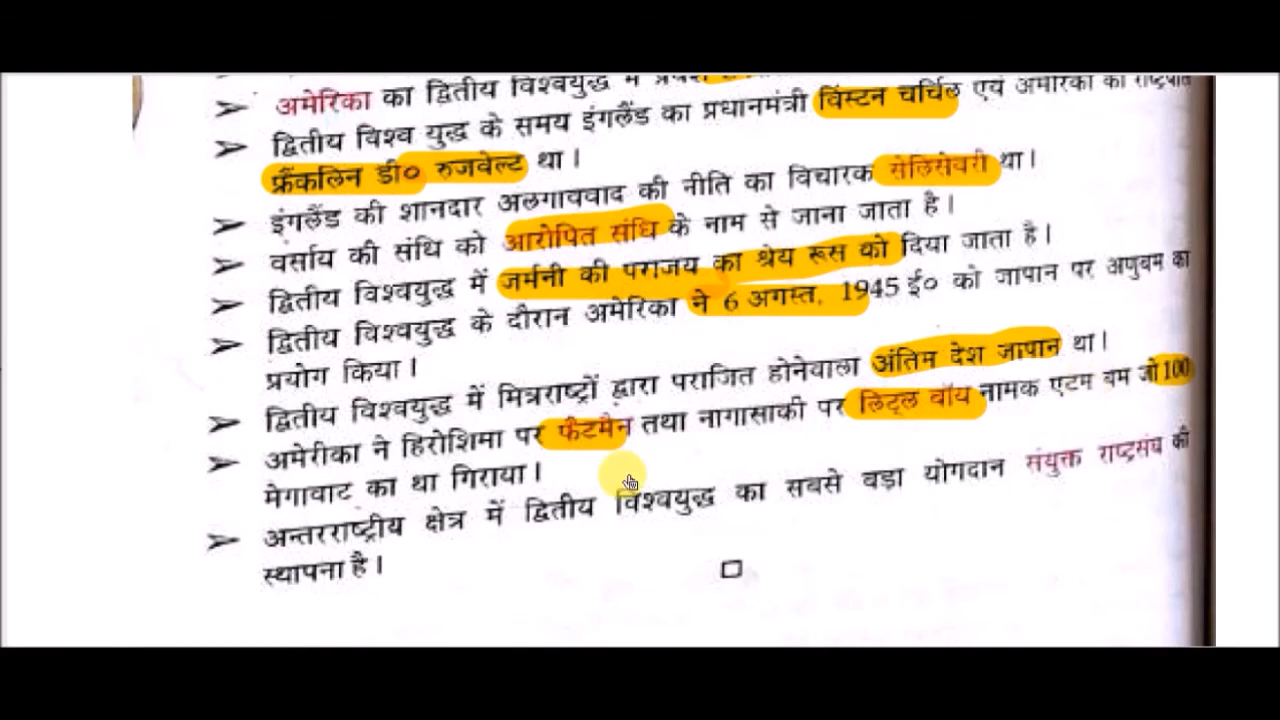 ➢ अमेरिका का द्वितीय विश्वयुद्ध में
➢ द्वितीय विश्व युद्ध के समय इंगलैंड का प्रधानमंत्री विंस्टन चर्चिल एवं अमेरिका का राष्ट्रपति
फ्रैंकलिन डी० रुजवेल्ट था।
➢ इंगलैंड की शानदार अलगाववाद की नीति का विचारक सेलिसेवरी था।
➢ वर्साय की संधि को आरोपित संधि के नाम से जाना जाता है।
➢ द्वितीय विश्वयुद्ध में जर्मनी की पराजय का श्रेय रूस को दिया जाता है।
➢ द्वितीय विश्वयुद्ध के दौरान अमेरिका ने 6 अगस्त, 1945 ई० को जापान पर अणुबम का
प्रयोग किया।
➢ द्वितीय विश्वयुद्ध में मित्रराष्ट्रों द्वारा पराजित होनेवाला अंतिम देश जापान था।
➢ अमेरीका ने हिरोशिमा पर फैटमैन तथा नागासाकी पर लिट्ल बॉय नामक एटम बम जो 100
मेगावाट का था गिराया।
➢ अन्तरराष्ट्रीय क्षेत्र में द्वितीय विश्वयुद्ध का सबसे बड़ा योगदान संयुक्त राष्ट्रसंघ की
स्थापना है।